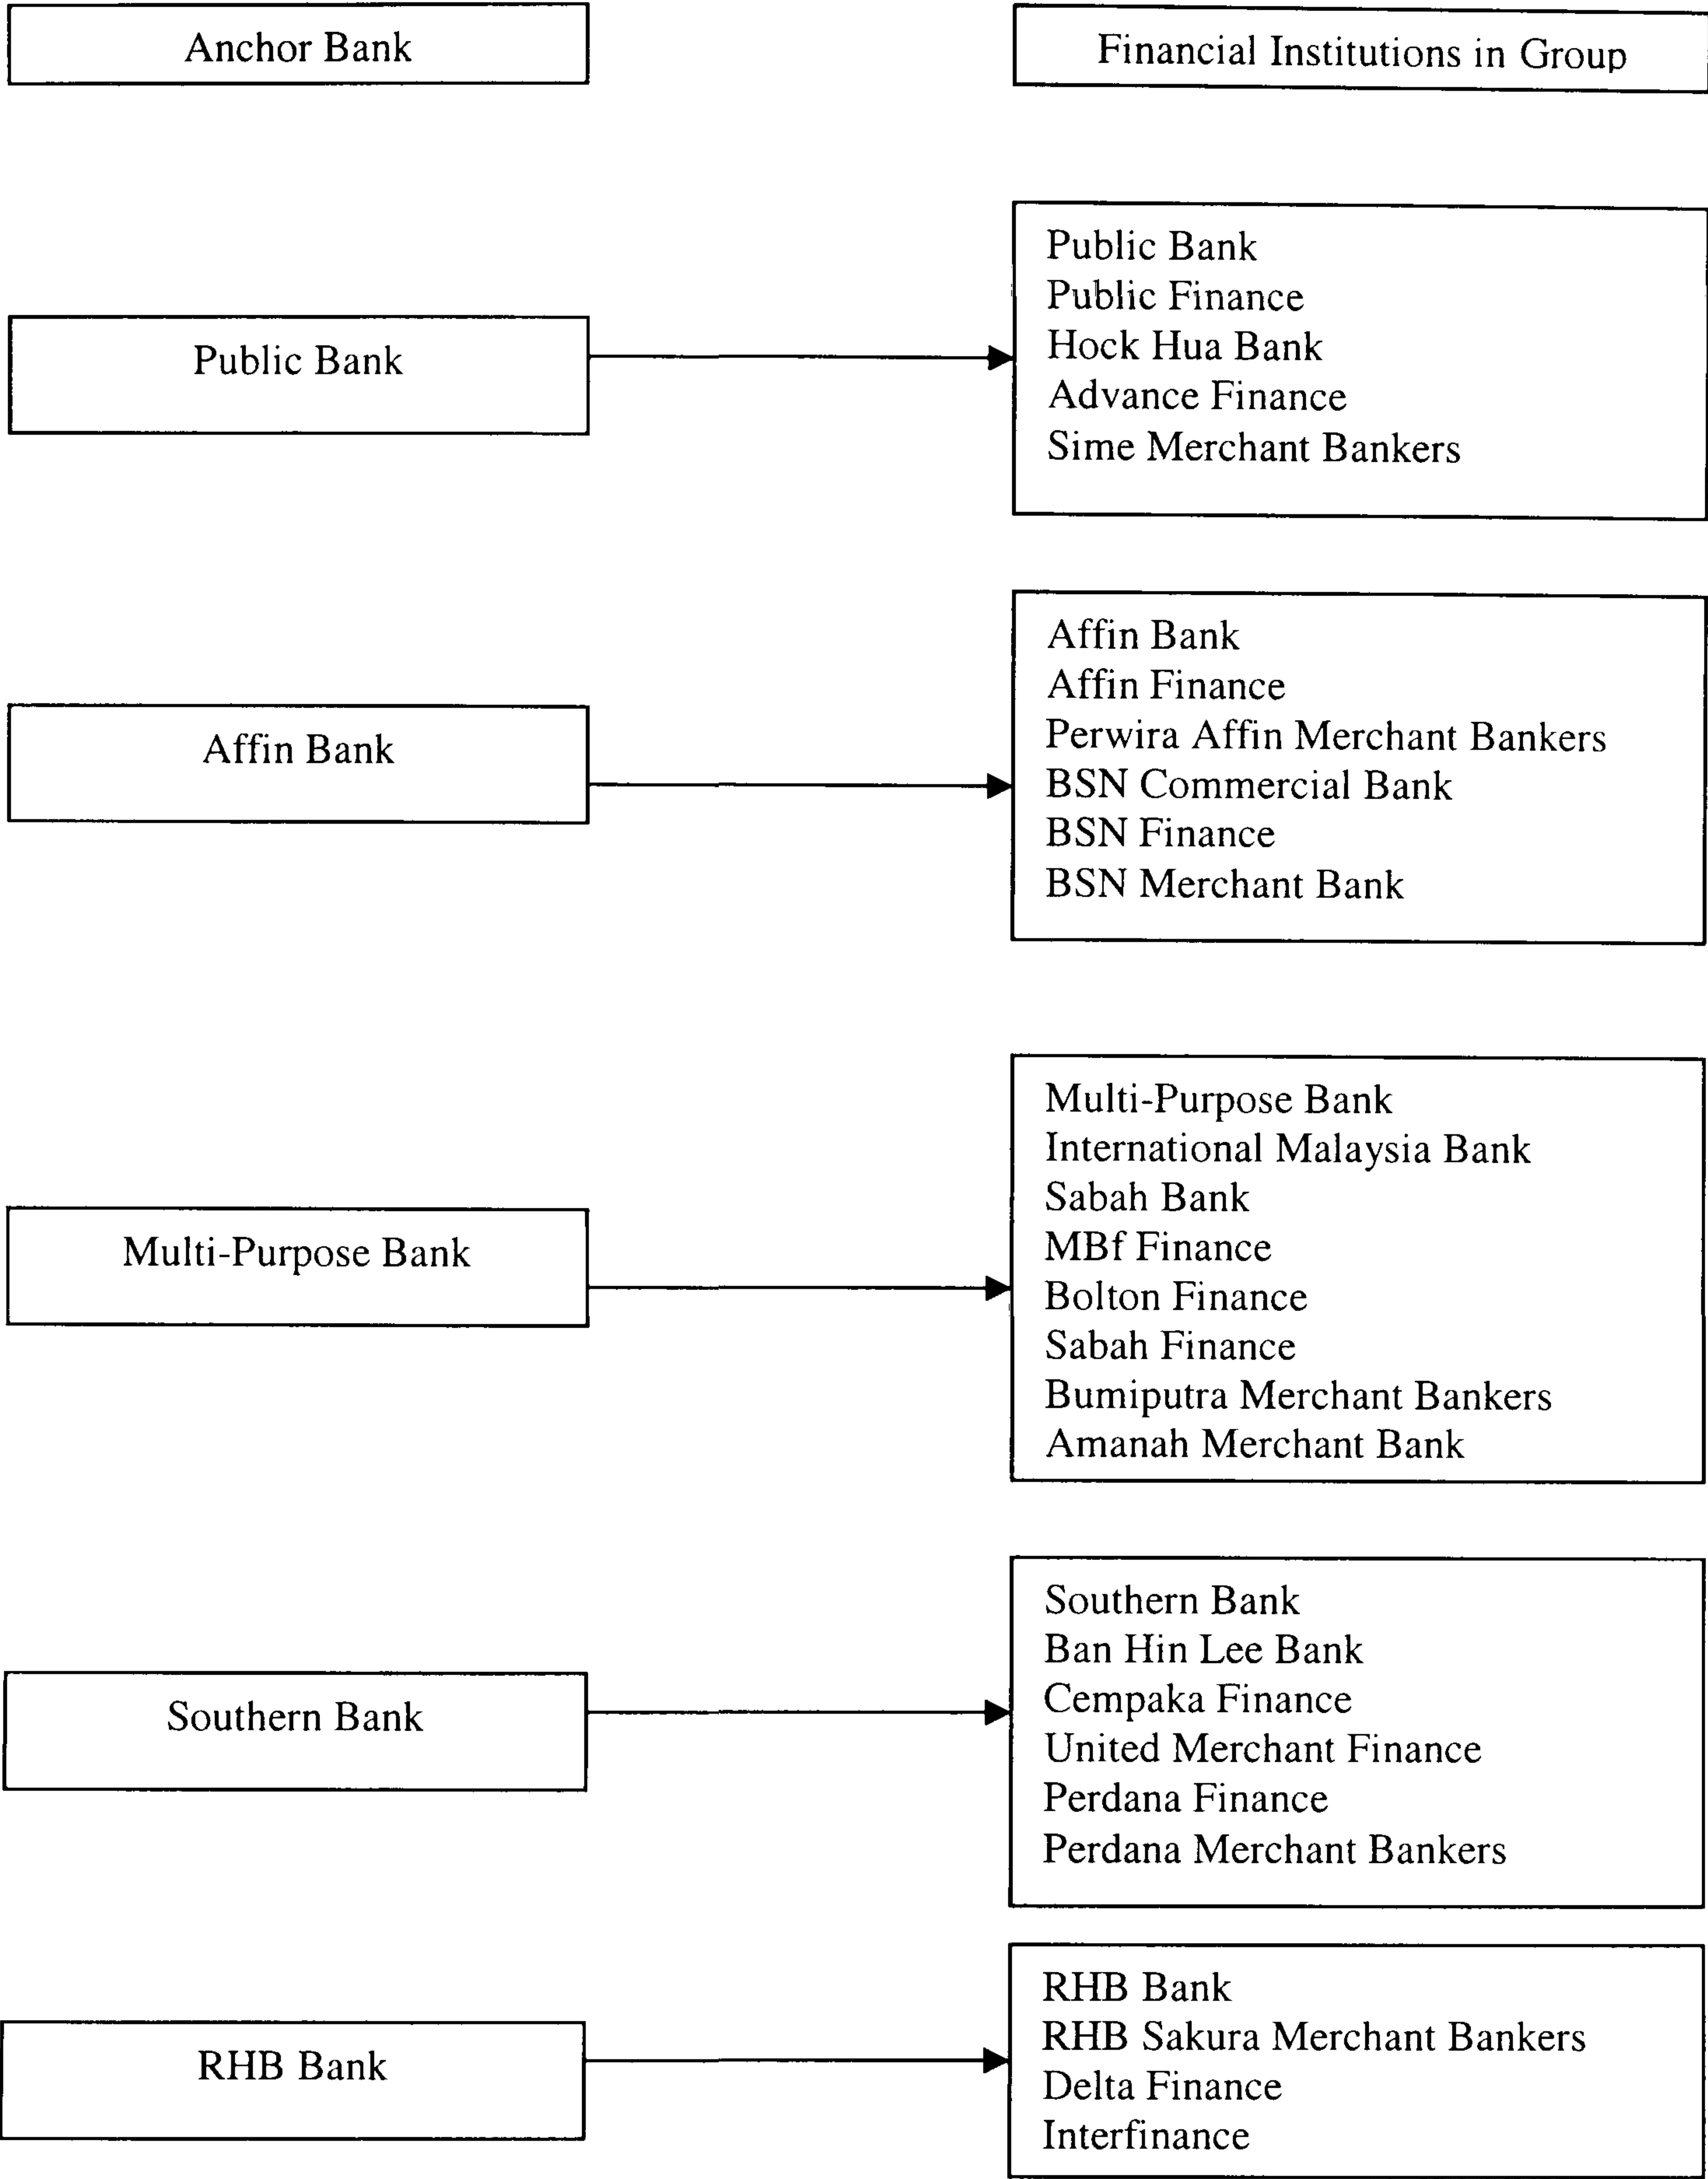 Anchor Bank
Financial Institutions in Group
Public Bank
Public Bank
Public Finance
Hock Hua Bank
Advance Finance
Sime Merchant Bankers
Affin Bank
Affin Bank
Affin Finance
Perwira Affin Merchant Bankers
BSN Commercial Bank
BSN Finance
BSN Merchant Bank
Multi-Purpose Bank
Multi-Purpose Bank
International Malaysia Bank
Sabah Bank
MBf Finance
Bolton Finance
Sabah Finance
Bumiputra Merchant Bankers
Amanah Merchant Bank
Southern Bank
Southern Bank
Ban Hin Lee Bank
Cempaka Finance
United Merchant Finance
Perdana Finance
Perdana Merchant Bankers
RHB Bank
RHB Bank
RHB Sakura Merchant Bankers
Delta Finance
Interfinance